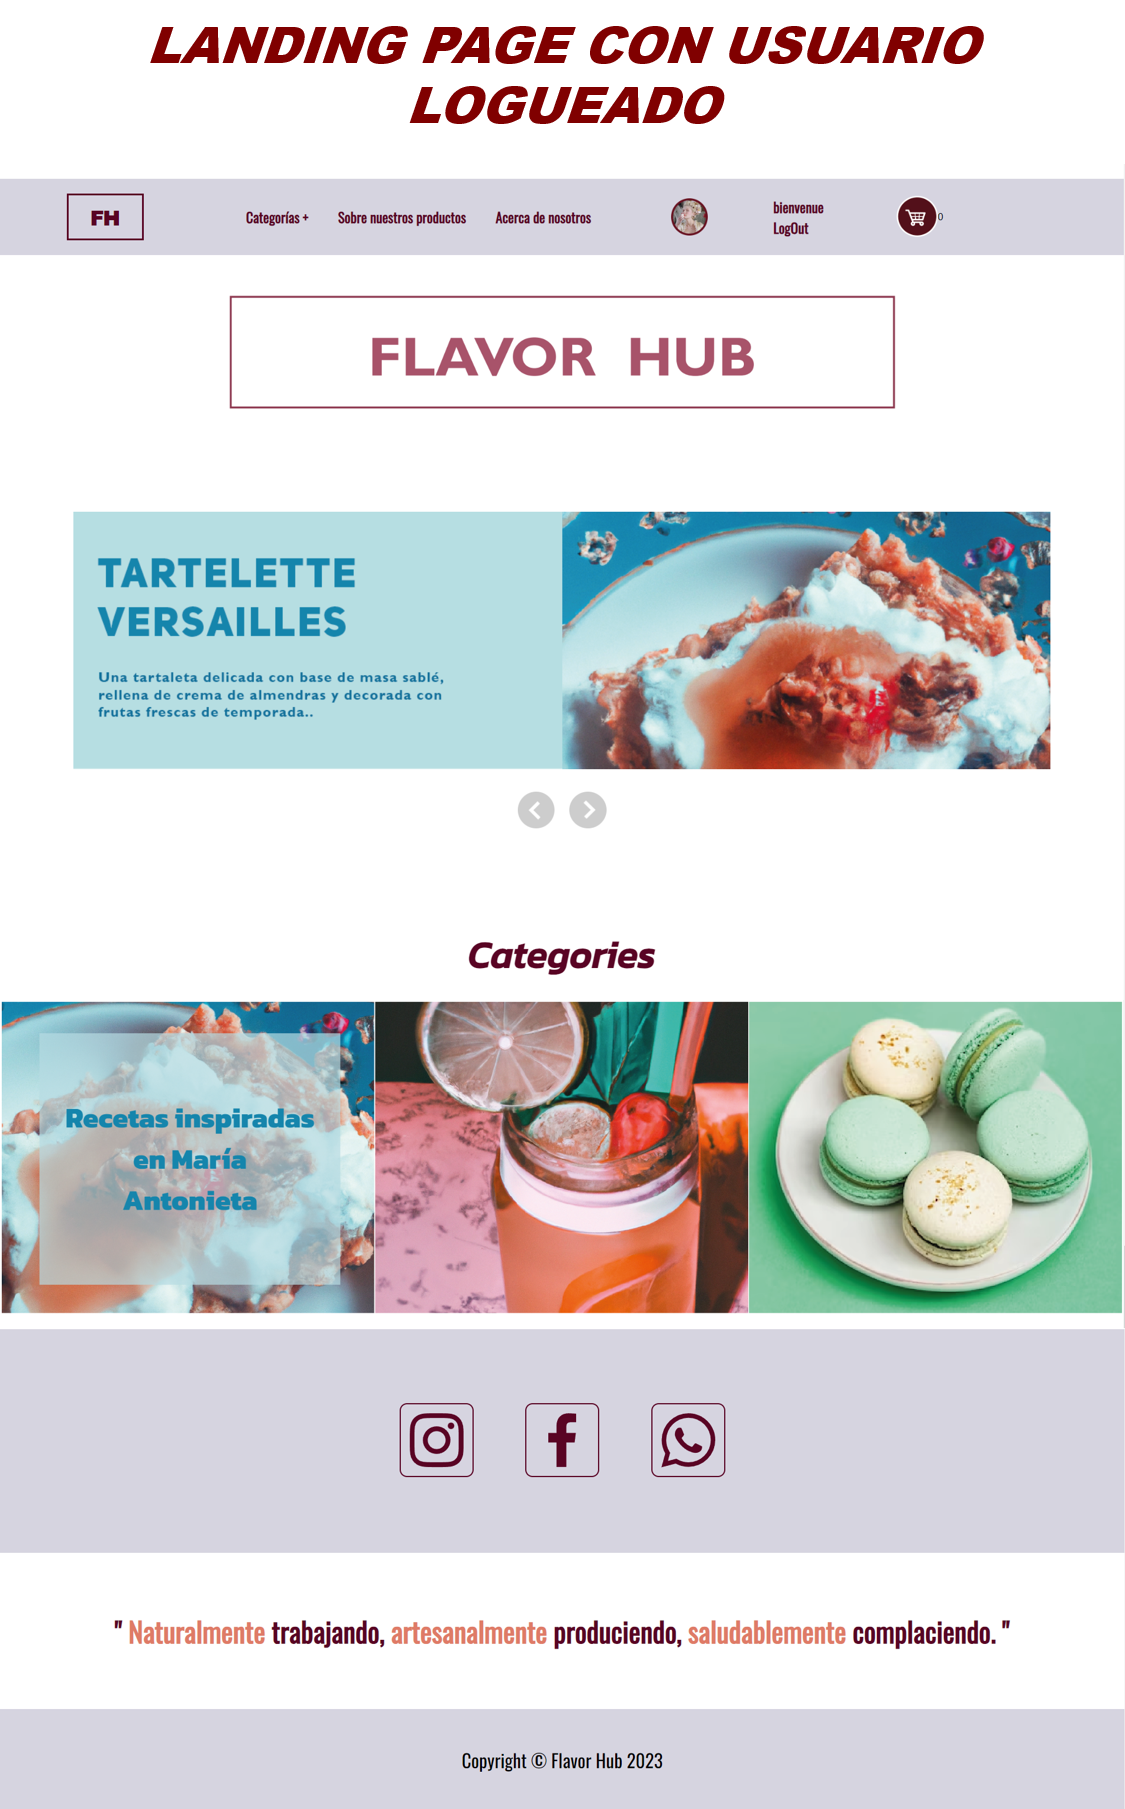 LANDING PAGE CON USUARIO
LOGUEADO
FH
Categorías +
Sobre nuestros productos
Acerca de nosotros
bienvenue
LogOut
0
FLAVOR HUB
TARTELETTE
VERSAILLES
Una tartaleta delicada con base de masa sablé,
rellena de crema de almendras y decorada con
frutas frescas de temporada..
Categories
Recetas inspiradas
en María
Antonieta
" Naturalmente trabajando, artesanalmente produciendo, saludablemente complaciendo. "
Copyright © Flavor Hub 2023